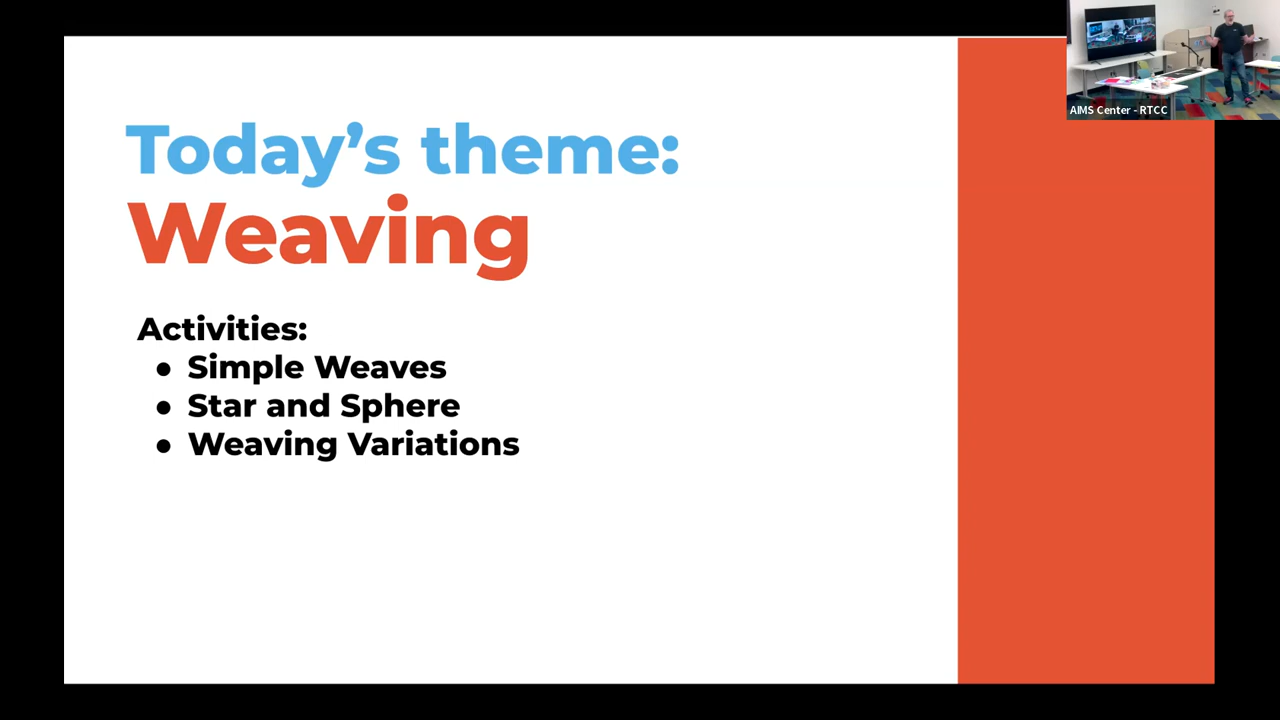 Today’s theme:
Weaving
Activities:
● Simple Weaves
● Star and Sphere
● Weaving Variations
AIMS Center - RTCC